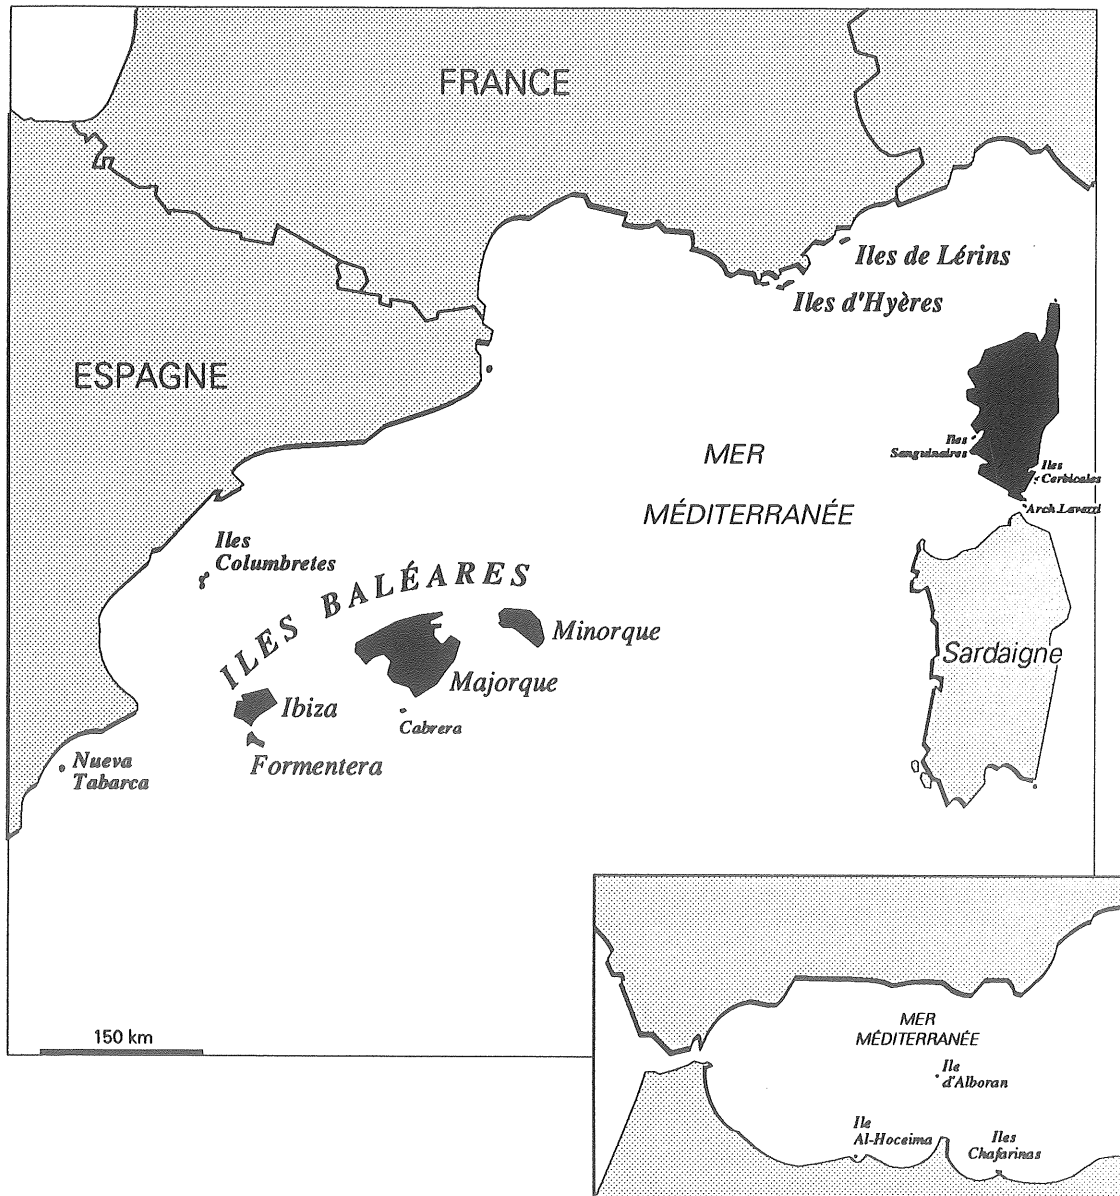 FRANCE
Iles de Lérins
Iles d'Hyères
ESPAGNE
MER
MÉDITERRANÉE
Iles
Sanguinaires
Iles
Cerbicales
Arch.Lavezzi
Iles
Columbretes
ILES BALÉARES
Minorque
Majorque
Sardaigne
Ibiza
Cabrera
Formentera
Nueva
Tabarca
150 km
MER
MÉDITERRANÉE
Ile
d'Alboran
Ile
Al-Hoceima
Iles
Chafarinas